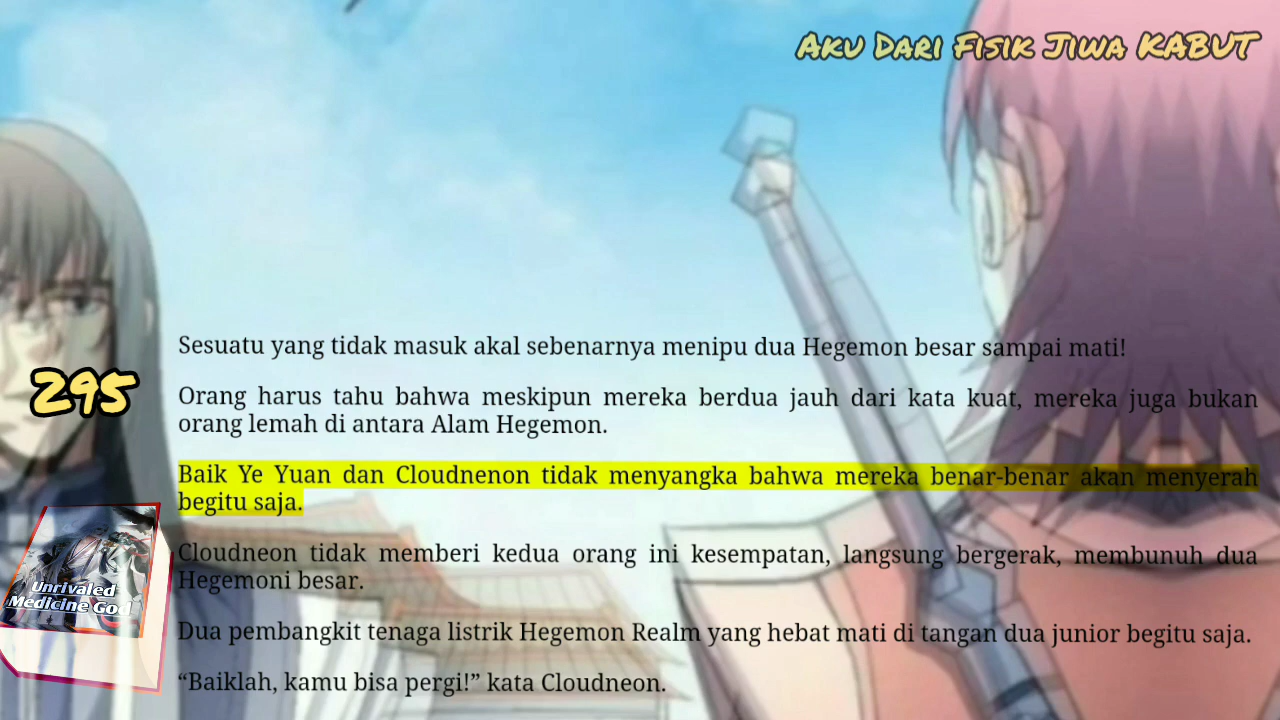 Aku Dari Fisik Jiwa KABUT
Sesuatu yang tidak masuk akal sebenarnya menipu dua Hegemon besar sampai mati!
Orang harus tahu bahwa meskipun mereka berdua jauh dari kata kuat, mereka juga bukan
orang lemah di antara Alam Hegemon.
295
Baik Ye Yuan dan Cloudnenon tidak menyangka bahwa mereka benar-benar akan menyerah
begitu saja.
Cloudneon tidak memberi kedua orang ini kesempatan, langsung bergerak, membunuh dua
Hegemoni besar.
Unrivaled
Medicine God
Dua pembangkit tenaga listrik Hegemon Realm yang hebat mati di tangan dua junior begitu saja.
“Baiklah, kamu bisa pergi!” kata Cloudneon.